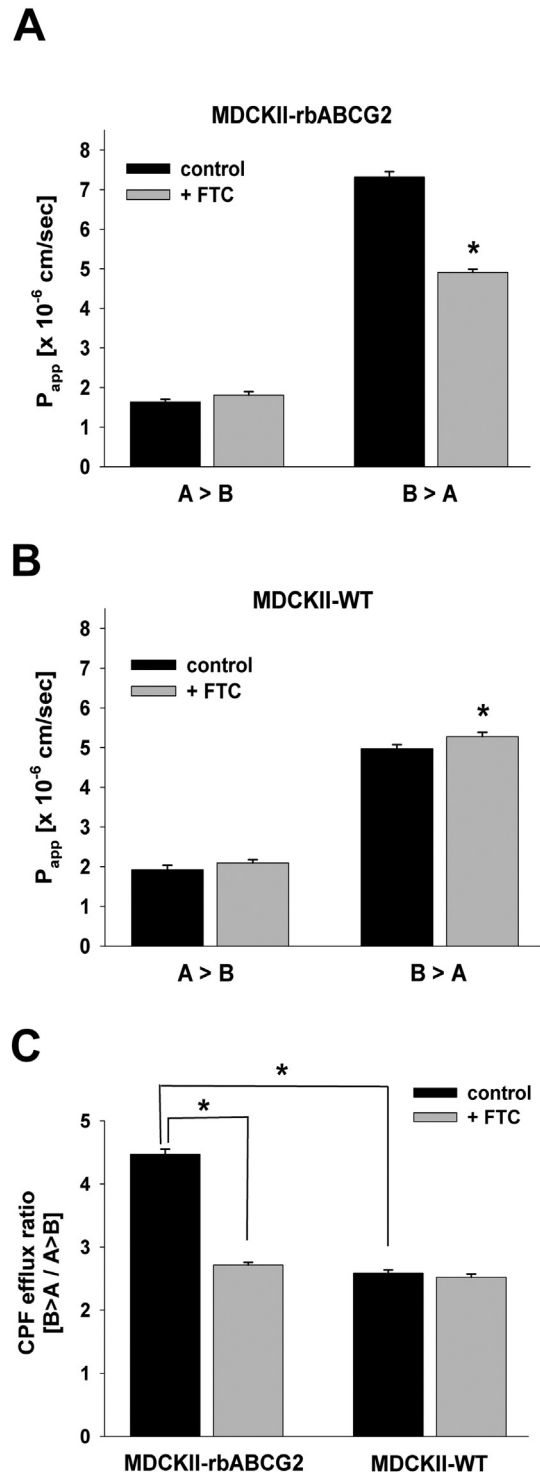 A
MDCKII-rbABCG2
8
7
6
5
4
3
2
1
0
Papp [x 10-6 cm/sec]
control
+ FTC
*
A > B
B > A
B
MDCKII-WT
8
7
6
5
4
3
2
1
0
Papp [x 10-6 cm/sec]
control
+ FTC
*
A > B
B > A
C
*
*
control
+ FTC
5
4
3
2
1
0
CPF efflux ratio
[B>A / A>B]
MDCKII-rbABCG2
MDCKII-WT